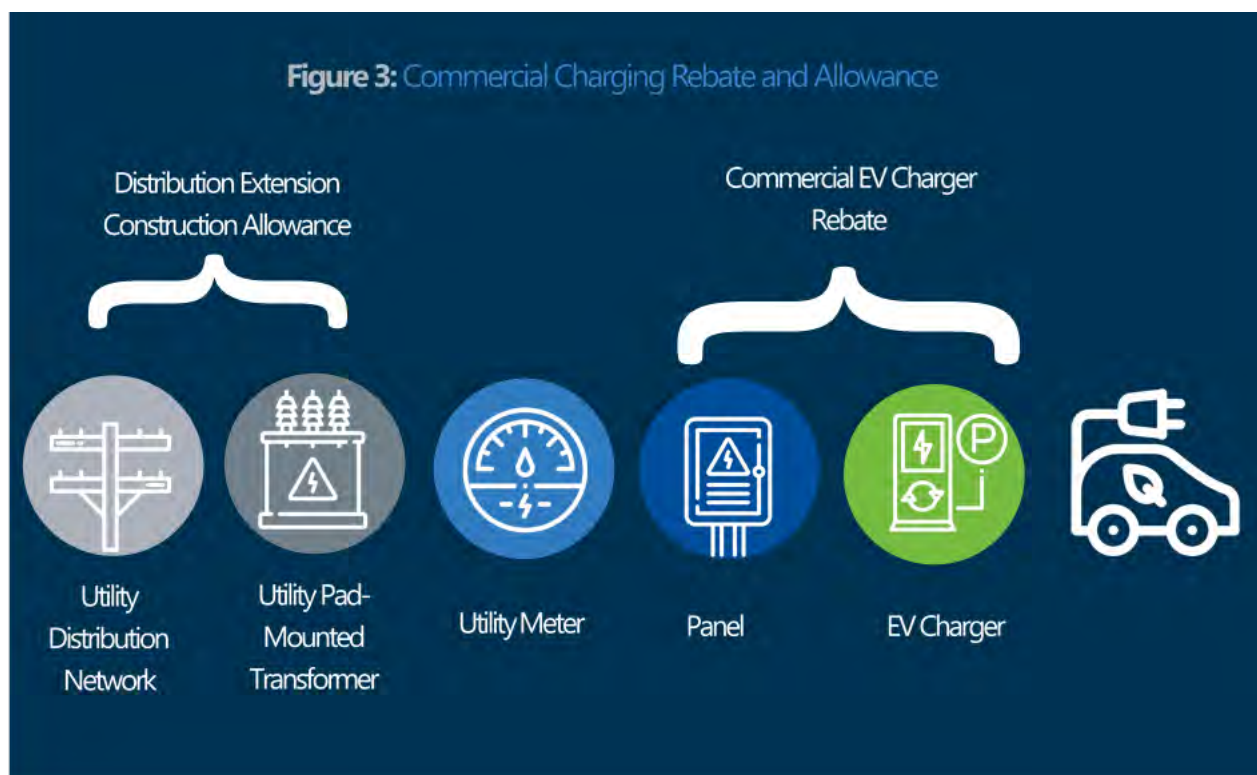 Figure 3: Commercial Charging Rebate and Allowance
Distribution Extension
Construction Allowance
Commercial EV Charger
Rebate
P
Utility
Distribution
Network
Utility Pad-
Mounted
Transformer
Utility Meter
Panel
EV Charger